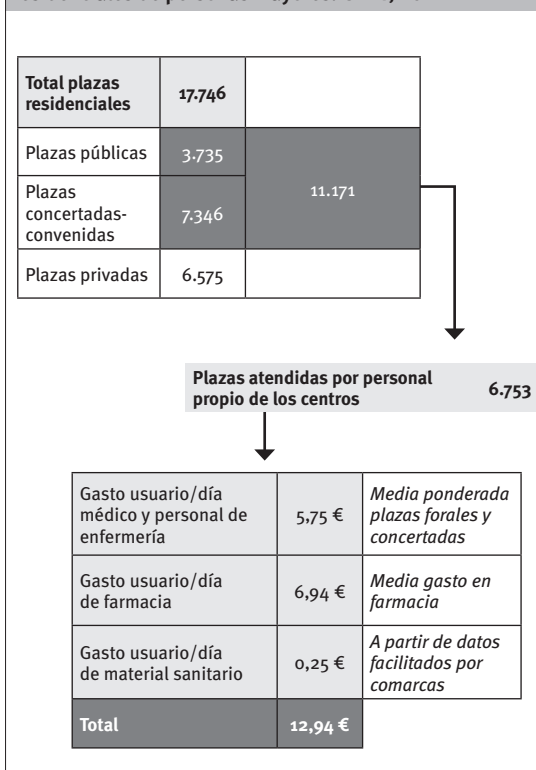 Total plazas
residenciales
17.746
Plazas públicas
3.735
11.171
Plazas
concertadas-
convenidas
7.346
Plazas privadas
6.575
Plazas atendidas por personal
propio de los centros
6.753
Gasto usuario/día
médico y personal de
enfermería
5,75 €
Media ponderada
plazas forales y
concertadas
Gasto usuario/día
de farmacia
6,94 €
Media gasto en
farmacia
Gasto usuario/día
de material sanitario
0,25 €
A partir de datos
facilitados por
comarcas
Total
12,94 €